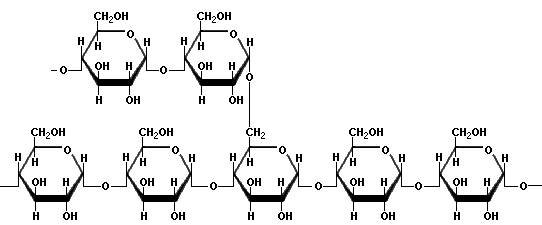 CH₂OH CH₂OH
O O
H H H H H H
O OH H O OH H O
H OH H OH
CH₂OH CH₂OH CH₂ CH₂OH CH₂OH
O O O O O
H H H H H H H H H H H H H H H
OH H O OH H O OH H O OH H O OH H O
H OH H OH H OH H OH H OH